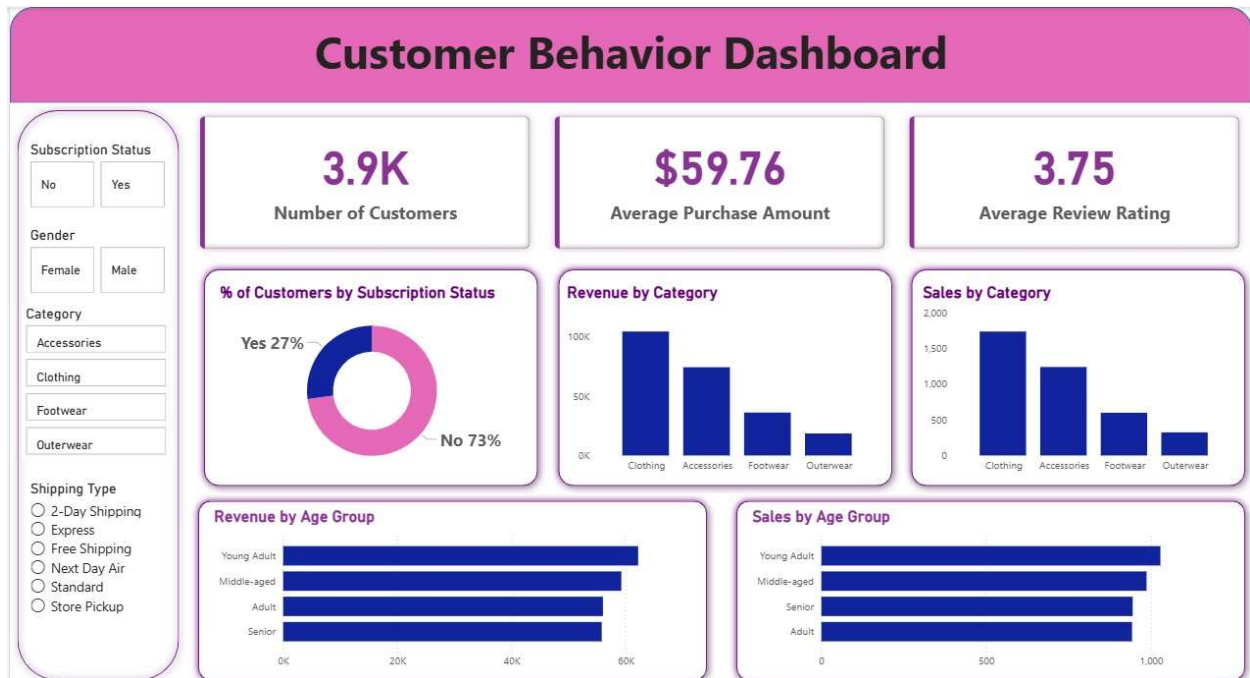 Customer Behavior Dashboard
Subscription Status
No
Yes
Gender
Female
Male
Category
Accessories
Clothing
Footwear
Outerwear
Shipping Type
2-Day Shipping
Express
Free Shipping
Next Day Air
Standard
Store Pickup
3.9K
Number of Customers
$59.76
Average Purchase Amount
3.75
Average Review Rating
% of Customers by Subscription Status
Yes 27%
No 73%
Revenue by Category
100K
50K
0K
Clothing
Accessories
Footwear
Outerwear
Sales by Category
2,000
1,500
1,000
500
0
Clothing
Accessories
Footwear
Outerwear
Revenue by Age Group
Young Adult
Middle-aged
Adult
Senior
0K
20K
40K
60K
Sales by Age Group
Young Adult
Middle-aged
Senior
Adult
0
500
1,000